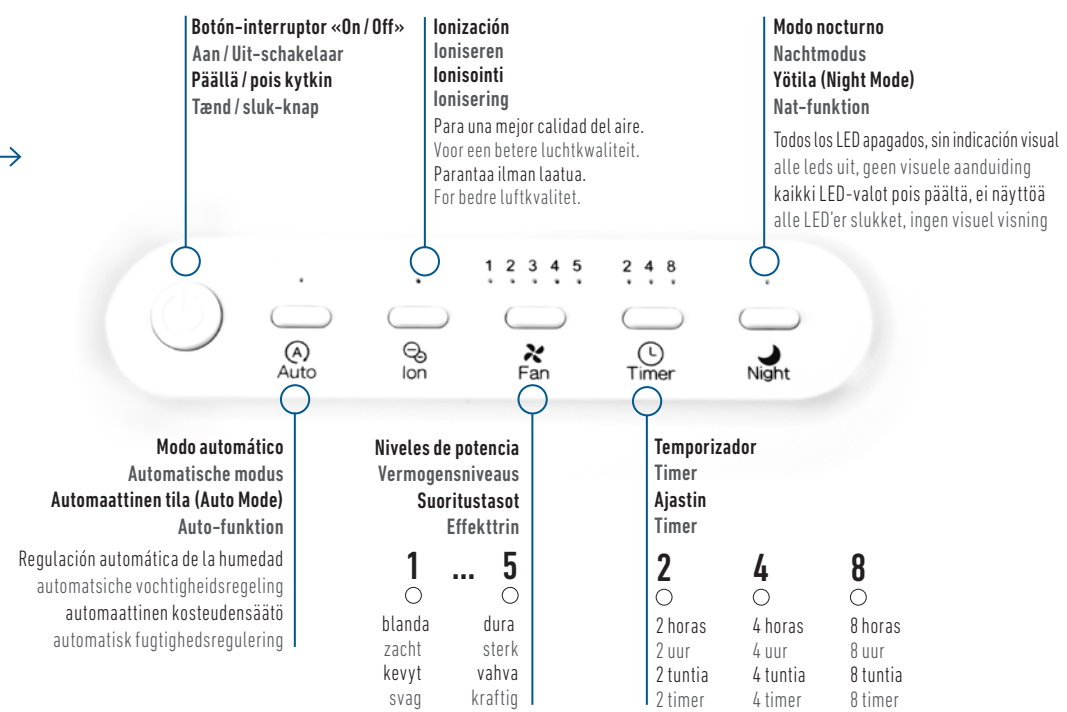 Botón-interruptor «On / Off»
Aan / Uit-schakelaar
Päällä / pois kytkin
Tænd / sluk-knap
Ionización
Ioniseren
Ionisointi
Ionisering
Para una mejor calidad del aire.
Voor een betere luchtkwaliteit.
Parantaa ilman laatua.
For bedre luftkvalitet.
Modo nocturno
Nachtmodus
Yötila (Night Mode)
Nat-funktion
Todos los LED apagados, sin indicación visual
alle leds uit, geen visuele aanduiding
kaikki LED-valot pois päältä, ei näyttöä
alle LED'er slukket, ingen visuel visning
1 2 3 4 5
2 4 8
A
Auto
Ion
Fan
Timer
Night
Modo automático
Automatische modus
Automaattinen tila (Auto Mode)
Auto-funktion
Regulación automática de la humedad
automatsiche vochtigheidsregeling
automaattinen kosteudensäätö
automatisk fugtighedsregulering
Niveles de potencia
Vermogensniveaus
Suoritustasot
Effekttrin
1 ... 5
blanda dura
zacht sterk
kevyt vahva
svag kraftig
Temporizador
Timer
Ajastin
Timer
2 4 8
2 horas 4 horas 8 horas
2 uur 4 uur 8 uur
2 tuntia 4 tuntia 8 tuntia
2 timer 4 timer 8 timer